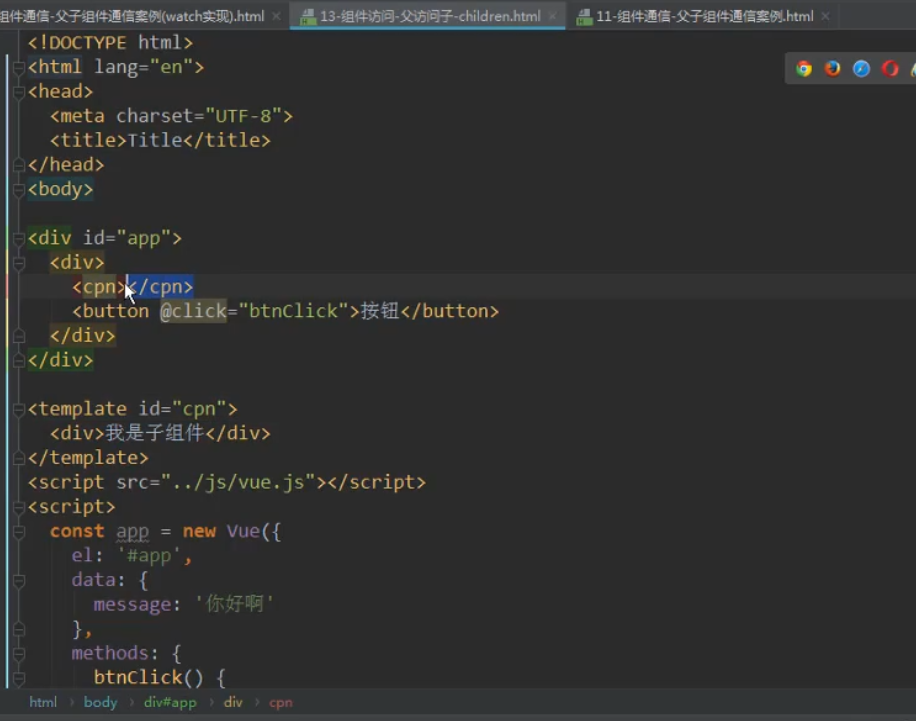 组件通信-父子组件通信案例(watch实现).html
13-组件访问-父访问子-children.html
11-组件通信-父子组件通信案例.html
<!DOCTYPE html>
<html lang="en">
<head>
<meta charset="UTF-8">
<title>Title</title>
</head>
<body>
<div id="app">
<div>
<cpn></cpn>
<button @click="btnClick">按钮</button>
</div>
</div>
<template id="cpn">
<div>我是子组件</div>
</template>
<script src="../js/vue.js"></script>
<script>
const app = new Vue({
el: '#app',
data: {
message: '你好啊'
},
methods: {
btnClick() {
html › body › div#app › div › cpn